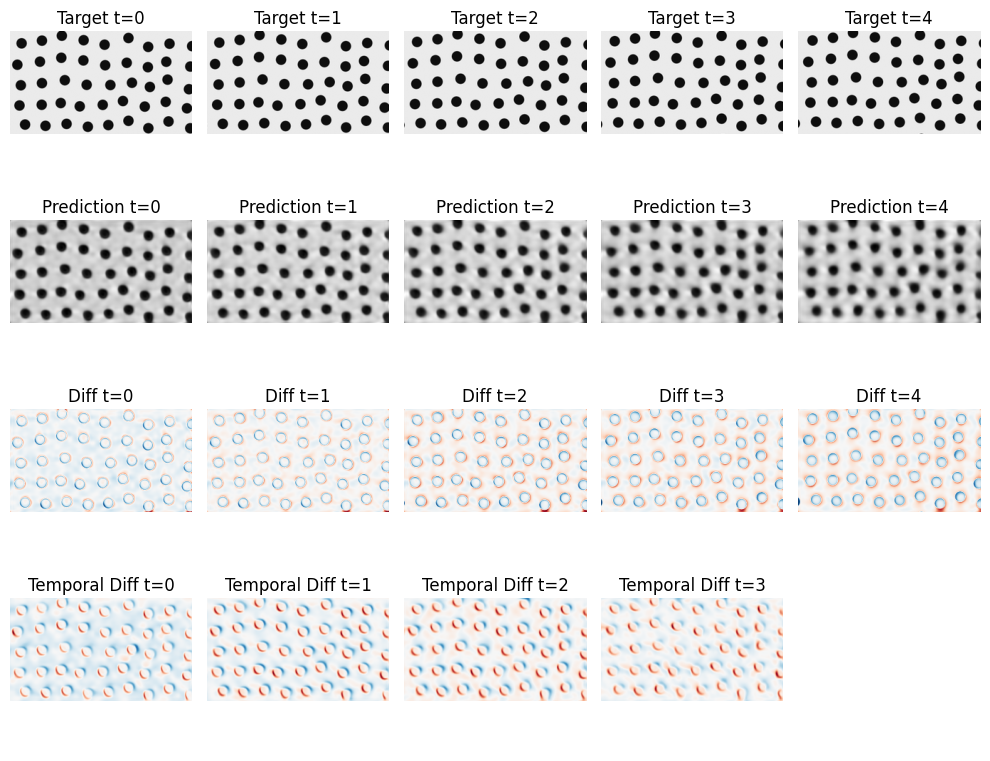 Target t=0 Target t=1 Target t=2 Target t=3 Target t=4
Prediction t=0 Prediction t=1 Prediction t=2 Prediction t=3 Prediction t=4
Diff t=0 Diff t=1 Diff t=2 Diff t=3 Diff t=4
Temporal Diff t=0 Temporal Diff t=1 Temporal Diff t=2 Temporal Diff t=3